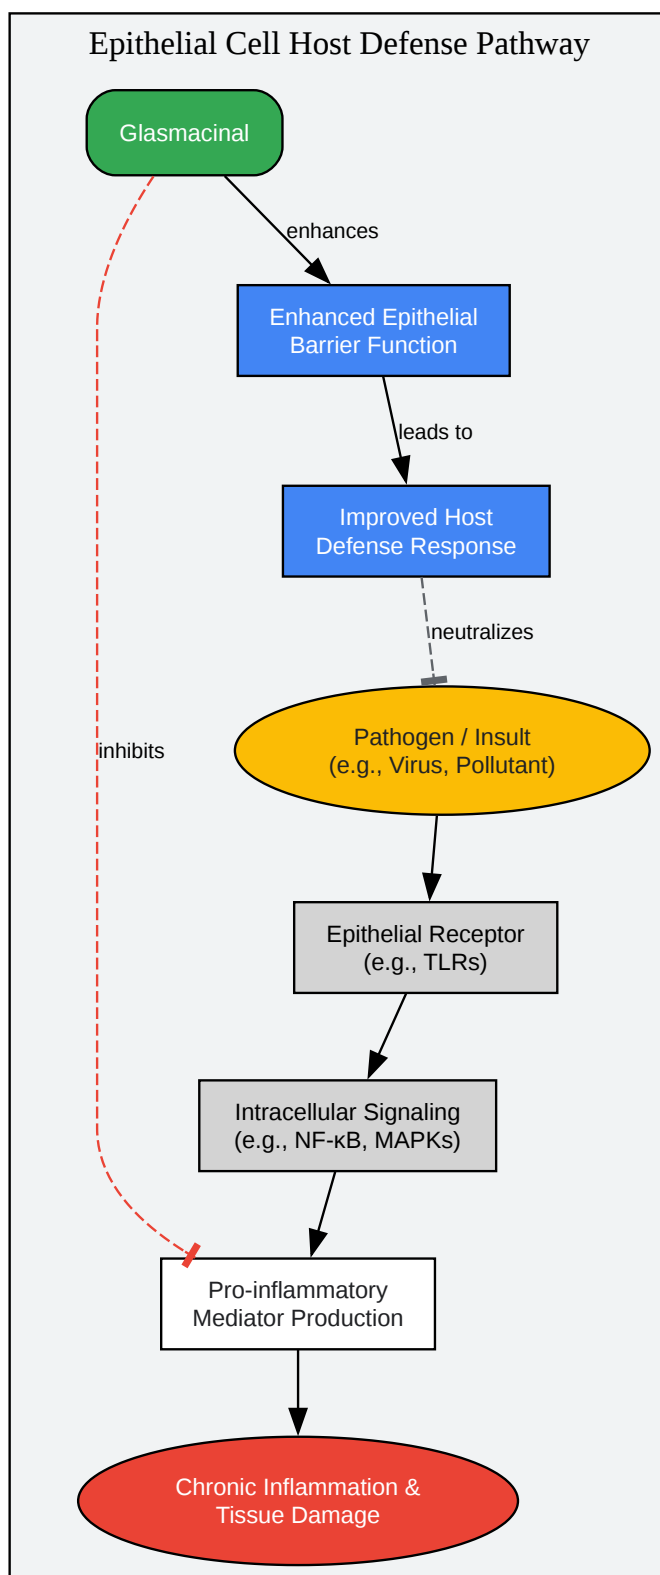 Epithelial Cell Host Defense Pathway
Glasmacinal
enhances
Enhanced Epithelial
Barrier Function
leads to
Improved Host
Defense Response
neutralizes
Pathogen / Insult
(e.g., Virus, Pollutant)
inhibits
Epithelial Receptor
(e.g., TLRs)
Intracellular Signaling
(e.g., NF-κB, MAPKs)
Pro-inflammatory
Mediator Production
Chronic Inflammation &
Tissue Damage